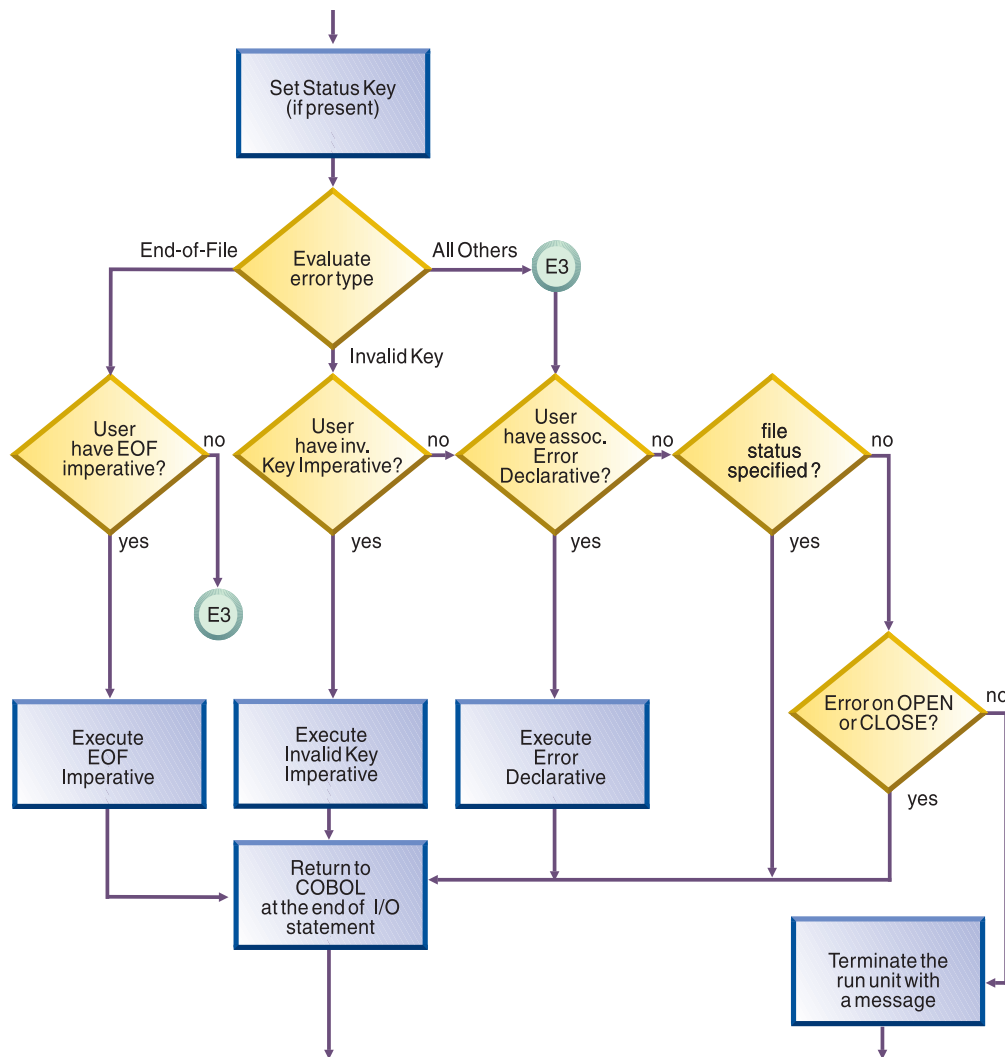 Set Status Key
(if present)
End-of-File
All Others
Evaluate
error type
E3
Invalid Key
User
have EOF
imperative?
no
User
have inv.
Key Imperative?
no
User
have assoc.
Error
Declarative?
no
file
status
specified ?
no
yes
yes
yes
yes
E3
Error on OPEN
or CLOSE?
no
yes
Execute
EOF
Imperative
Execute
Invalid Key
Imperative
Execute
Error
Declarative
Return to
COBOL
at the end of I/O
statement
Terminate the
run unit with
a message